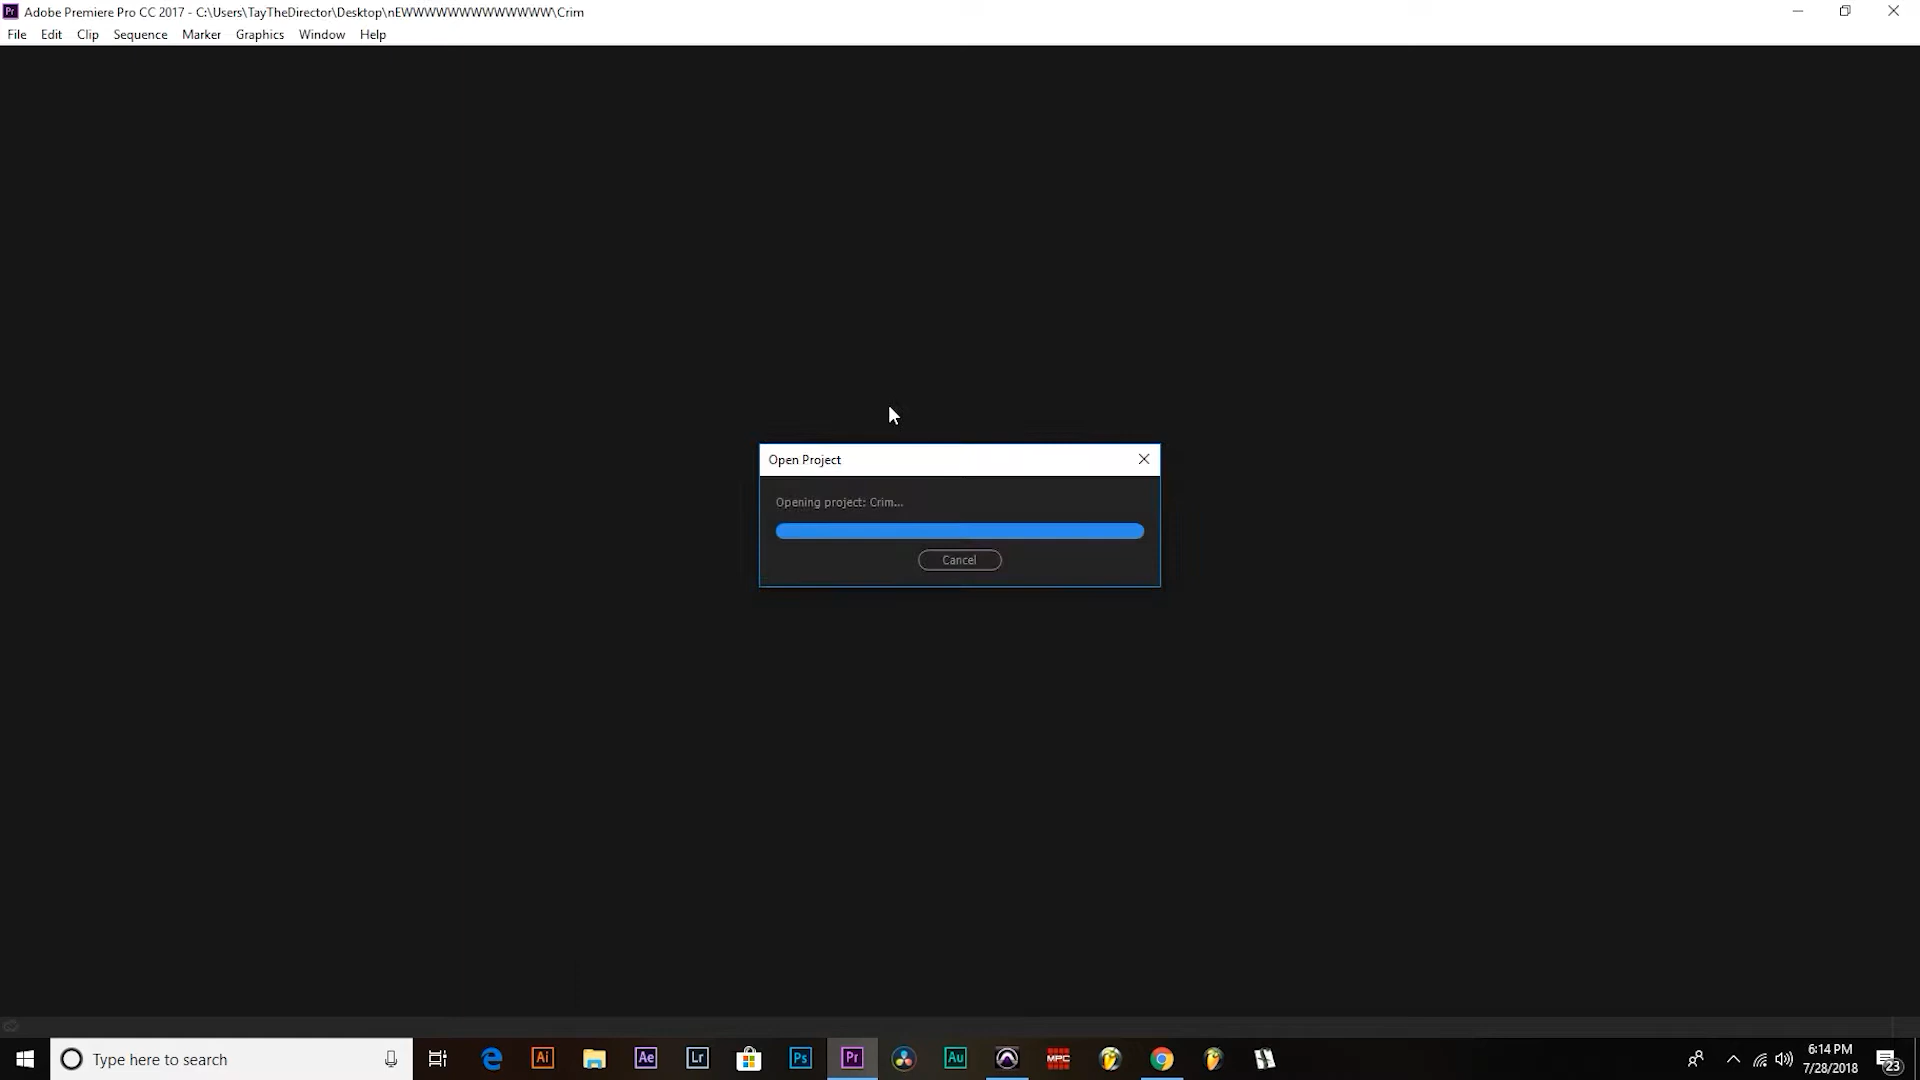 Pr Adobe Premiere Pro CC 2017 - C:\Users\TayTheDirector\Desktop\nEWWWWWWWWWWWWW\Crim
File Edit Clip Sequence Marker Graphics Window Help
Open Project
Opening project: Crim...
Cancel
Type here to search
Ai
Ae
Lr
Ps
Pr
Au
MPC
6:14 PM
7/28/2018
23